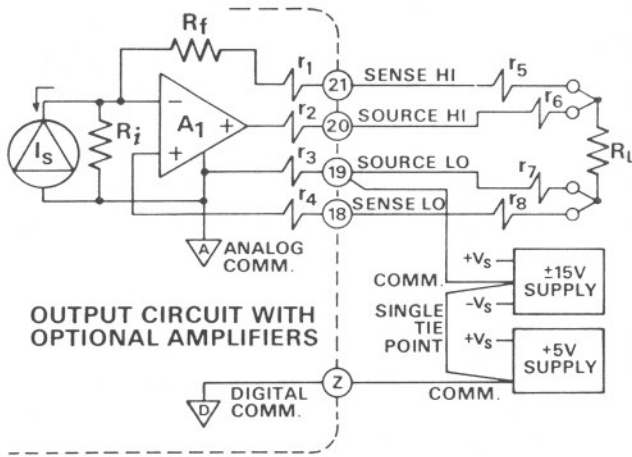 Rf
r1
21 SENSE HI r5
r2
20 SOURCE HI r6
Is Ri − A1 + +
r3
19 SOURCE LO r7
RL
r4
18 SENSE LO r8
A ANALOG
COMM.
+Vs
COMM. ±15V
SUPPLY
−Vs
OUTPUT CIRCUIT WITH
OPTIONAL AMPLIFIERS
SINGLE
TIE
POINT
+Vs
+5V
SUPPLY
Z
D DIGITAL
COMM.
COMM.